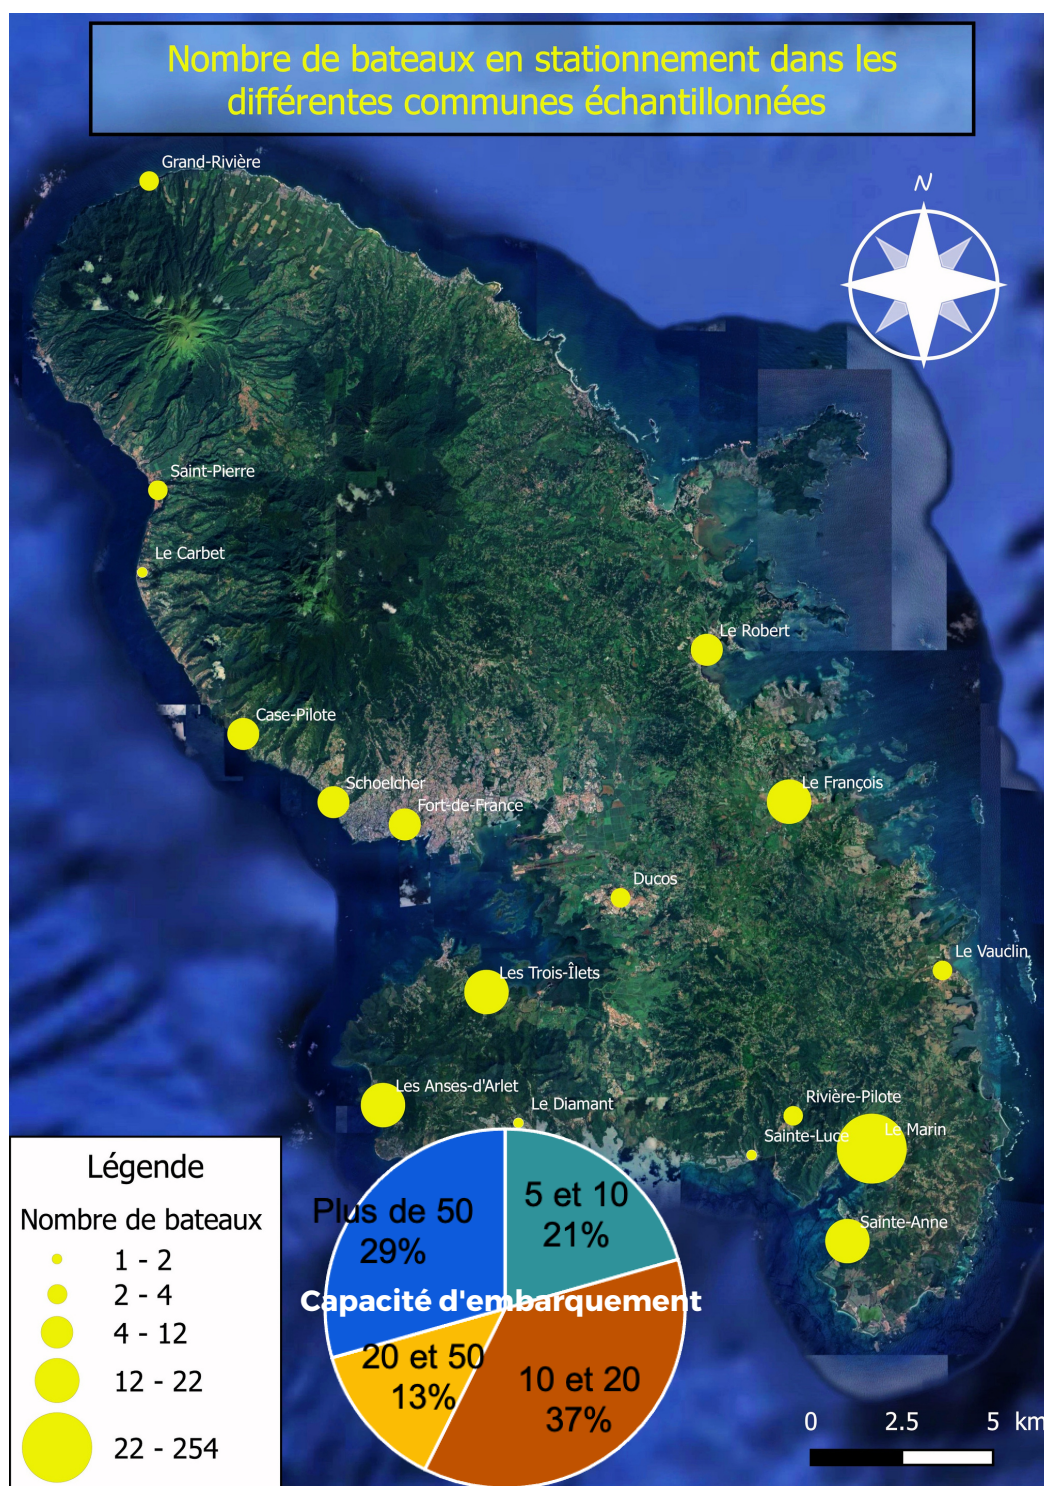 Nombre de bateaux en stationnement dans les
différentes communes échantillonnées
Grand-Rivière
N
Saint-Pierre
Le Carbet
Le Robert
Case-Pilote
Schoelcher
Le François
Fort-de-France
Ducos
Le Vauclin
Les Trois-Îlets
Les Anses-d'Arlet
Le Diamant
Rivière-Pilote
Le Marin
Sainte-Luce
Sainte-Anne
Légende
Nombre de bateaux
1 - 2
2 - 4
4 - 12
12 - 22
22 - 254
Plus de 50
29%
5 et 10
21%
Capacité d'embarquement
20 et 50
13%
10 et 20
37%
0 2.5 5 km